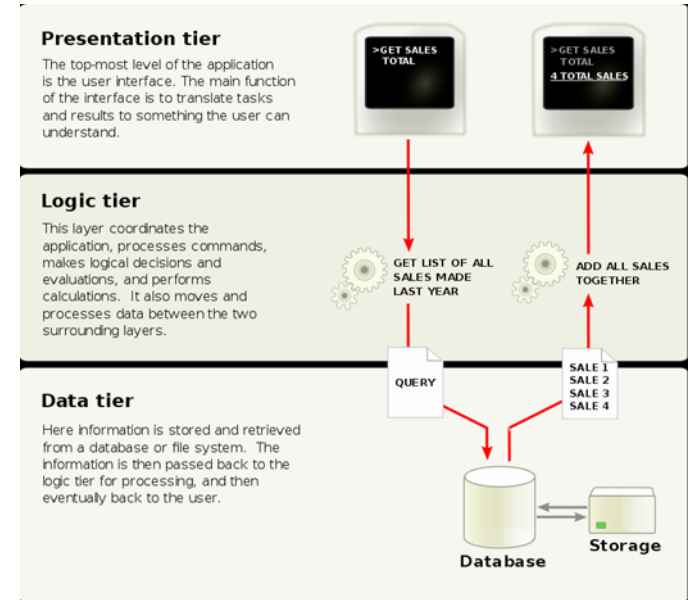 Presentation tier
The top-most level of the application
is the user interface. The main function
of the interface is to translate tasks
and results to something the user can
understand.
>GET SALES
TOTAL
>GET SALES
TOTAL
4 TOTAL SALES
Logic tier
This layer coordinates the
application, processes commands,
makes logical decisions and
evaluations, and performs
calculations. It also moves and
processes data between the two
surrounding layers.
GET LIST OF ALL
SALES MADE
LAST YEAR
ADD ALL SALES
TOGETHER
QUERY
SALE 1
SALE 2
SALE 3
SALE 4
Data tier
Here information is stored and retrieved
from a database or file system. The
information is then passed back to the
logic tier for processing, and then
eventually back to the user.
Database
Storage